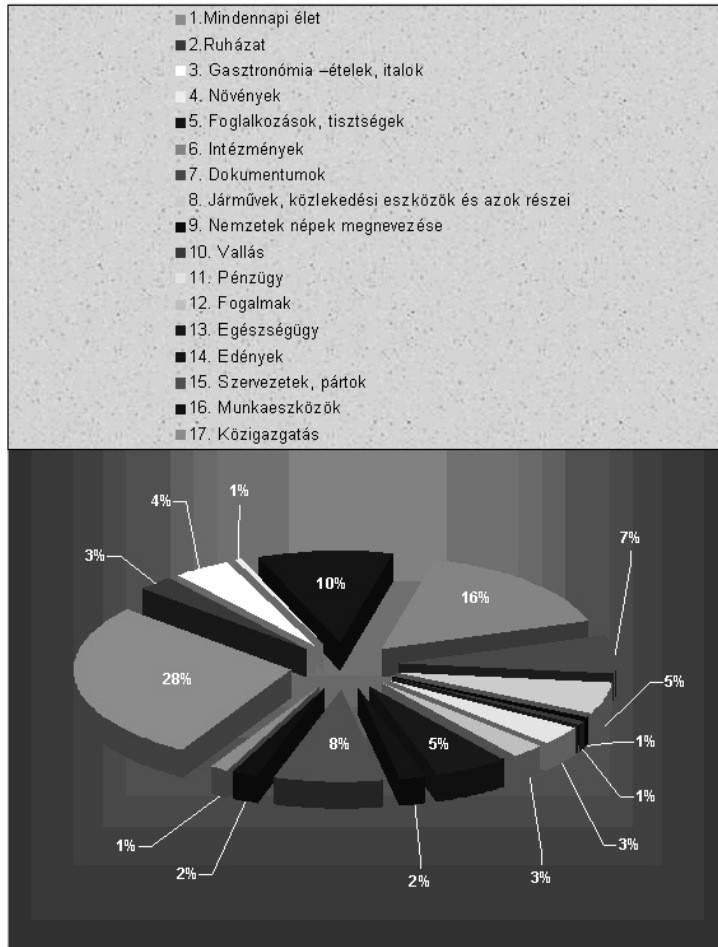 1.Mindennapi élet
2.Ruházat
3. Gasztronómia –ételek, italok
4. Növények
5. Foglalkozások, tisztségek
6. Intézmények
7. Dokumentumok
8. Járművek, közlekedési eszközök és azok részei
9. Nemzetek népek megnevezése
10. Vallás
11. Pénzügy
12. Fogalmak
13. Egészségügy
14. Edények
15. Szervezetek, pártok
16. Munkaeszközök
17. Közigazgatás
1%
4%
7%
3%
10%
16%
28%
5%
1%
8%
5%
1%
1%
3%
2%
2%
3%